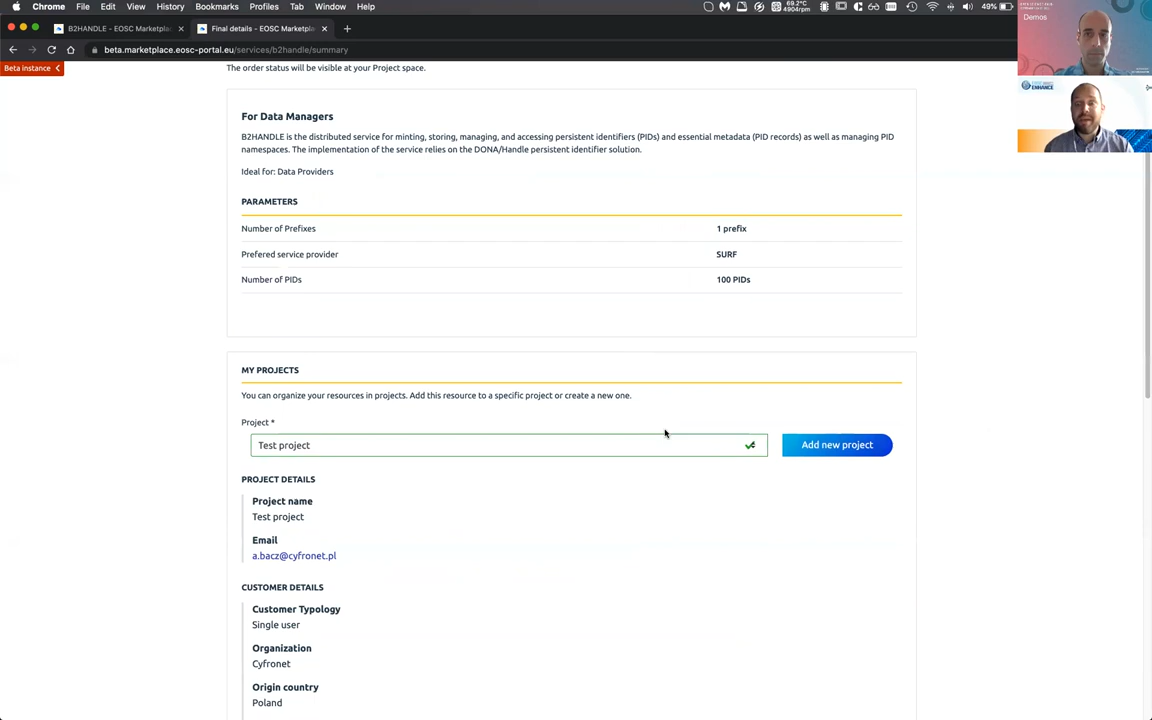 Chrome File Edit View History Bookmarks Profiles Tab Window Help
69.2°C
4904rpm
49%
B2HANDLE - EOSC Marketpla
Final details - EOSC Marketpla
beta.marketplace.eosc-portal.eu/services/b2handle/summary
Beta instance
Demos
ENHANCE
The order status will be visible at your Project space.
For Data Managers
B2HANDLE is the distributed service for minting, storing, managing, and accessing persistent identifiers (PIDs) and essential metadata (PID records) as well as managing PID
namespaces. The implementation of the service relies on the DONA/Handle persistent identifier solution.
Ideal for: Data Providers
PARAMETERS
Number of Prefixes 1 prefix
Prefered service provider SURF
Number of PIDs 100 PIDs
MY PROJECTS
You can organize your resources in projects. Add this resource to a specific project or create a new one.
Project *
Test project
Add new project
PROJECT DETAILS
Project name
Test project
Email
a.bacz@cyfronet.pl
CUSTOMER DETAILS
Customer Typology
Single user
Organization
Cyfronet
Origin country
Poland